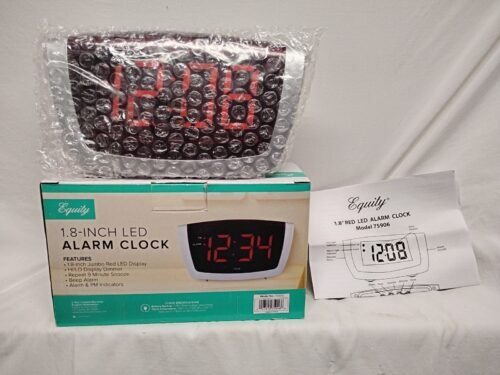 12:08
Equity
1.8-INCH LED
ALARM CLOCK
FEATURES
• 1.8-inch Jumbo Red LED Display
• HI/LO Display Dimmer
• Repeat 9 Minute Snooze
• Beep Alarm
• Alarm & PM Indicators
12:34
Equity
1.8" RED LED ALARM CLOCK
Model 75906
12:08